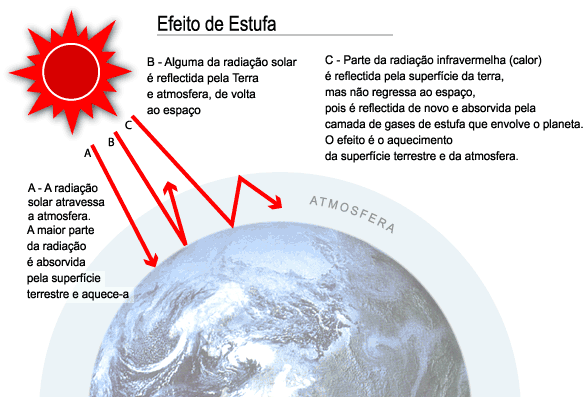 Efeito de Estufa
B - Alguma da radiação solar
é reflectida pela Terra
e atmosfera, de volta
ao espaço
C - Parte da radiação infravermelha (calor)
é reflectida pela superfície da terra,
mas não regressa ao espaço,
pois é reflectida de novo e absorvida pela
camada de gases de estufa que envolve o planeta.
O efeito é o aquecimento
da superfície terrestre e da atmosfera.
C
B
A
A - A radiação
solar atravessa
a atmosfera.
A maior parte
da radiação
é absorvida
pela superfície
terrestre e aquece-a
ATMOSFERA